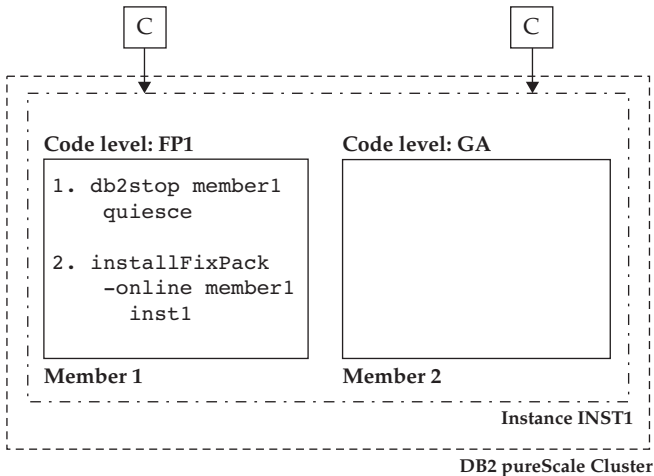 C
C
Code level: FP1
Code level: GA
1. db2stop member1
quiesce
2. installFixPack
-online member1
inst1
Member 1
Member 2
Instance INST1
DB2 pureScale Cluster